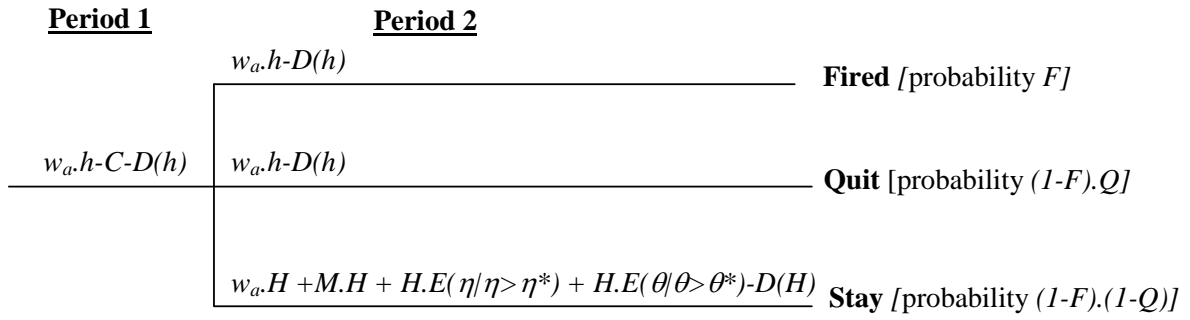 Period 1 Period 2
wₐ.h-D(h)
Fired [probability F]
wₐ.h-C-D(h) wₐ.h-D(h)
Quit [probability (1-F).Q]
wₐ.H +M.H + H.E(η/η>η*) + H.E(θ/θ>θ*)-D(H)
Stay [probability (1-F).(1-Q)]